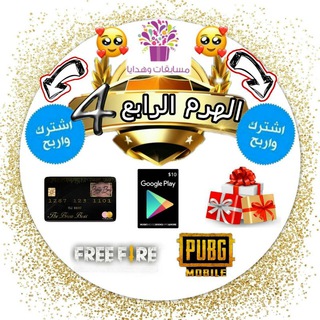 مسابقات وهدايا
الهرم الرابع 4
اشترك
واربح
اشترك
واربح
$10
Google Play
FREE FIRE
PUBG
MOBILE